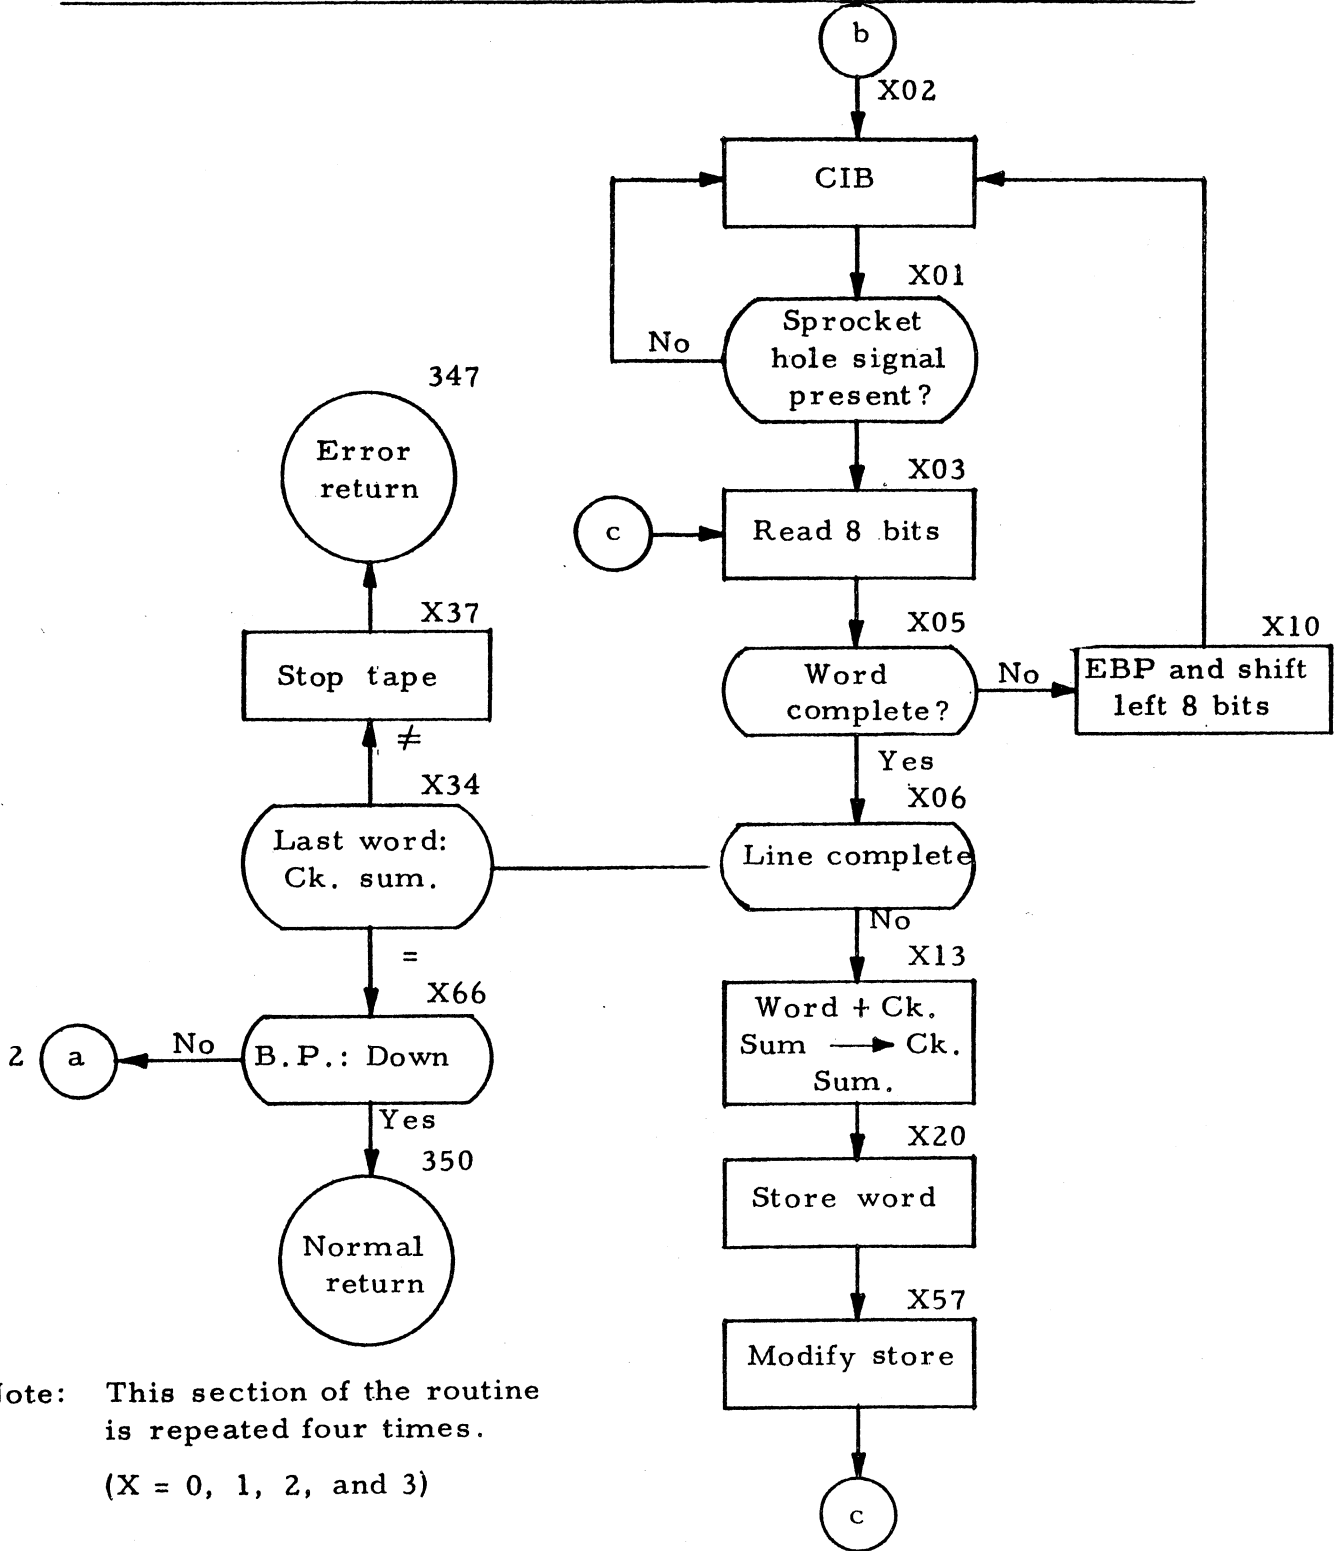 b
X02
CIB
X01
Sprocket
hole signal
present?
No
347
Error
return
X03
c
Read 8 bits
X37
Stop tape
X05
Word
complete?
No
X10
EBP and shift
left 8 bits
≠
Yes
X34
X06
Last word:
Ck. sum.
Line complete
No
=
X13
Word + Ck.
Sum → Ck.
Sum.
X66
2
a
No
B.P.: Down
Yes
350
X20
Store word
Normal
return
X57
Modify store
ote: This section of the routine
is repeated four times.
(X = 0, 1, 2, and 3)
c